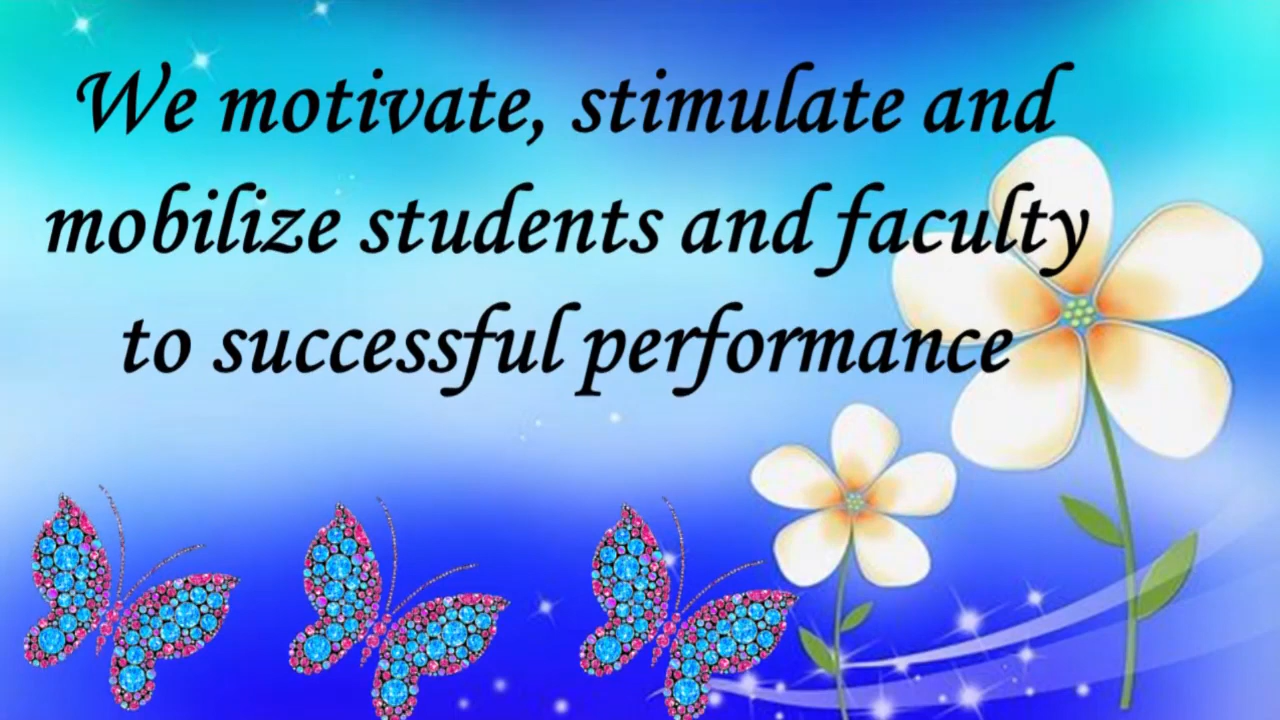 We motivate, stimulate and
mobilize students and faculty
to successful performance